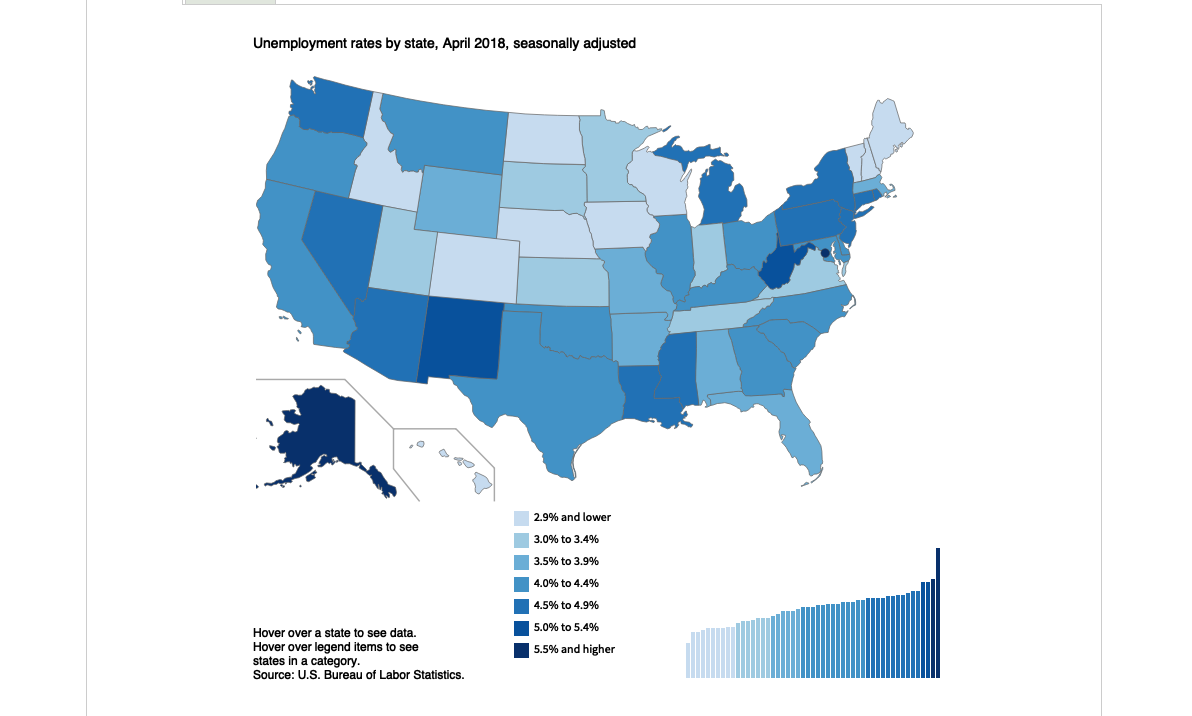 Unemployment rates by state, April 2018, seasonally adjusted
2.9% and lower
3.0% to 3.4%
3.5% to 3.9%
4.0% to 4.4%
4.5% to 4.9%
5.0% to 5.4%
5.5% and higher
Hover over a state to see data.
Hover over legend items to see
states in a category.
Source: U.S. Bureau of Labor Statistics.